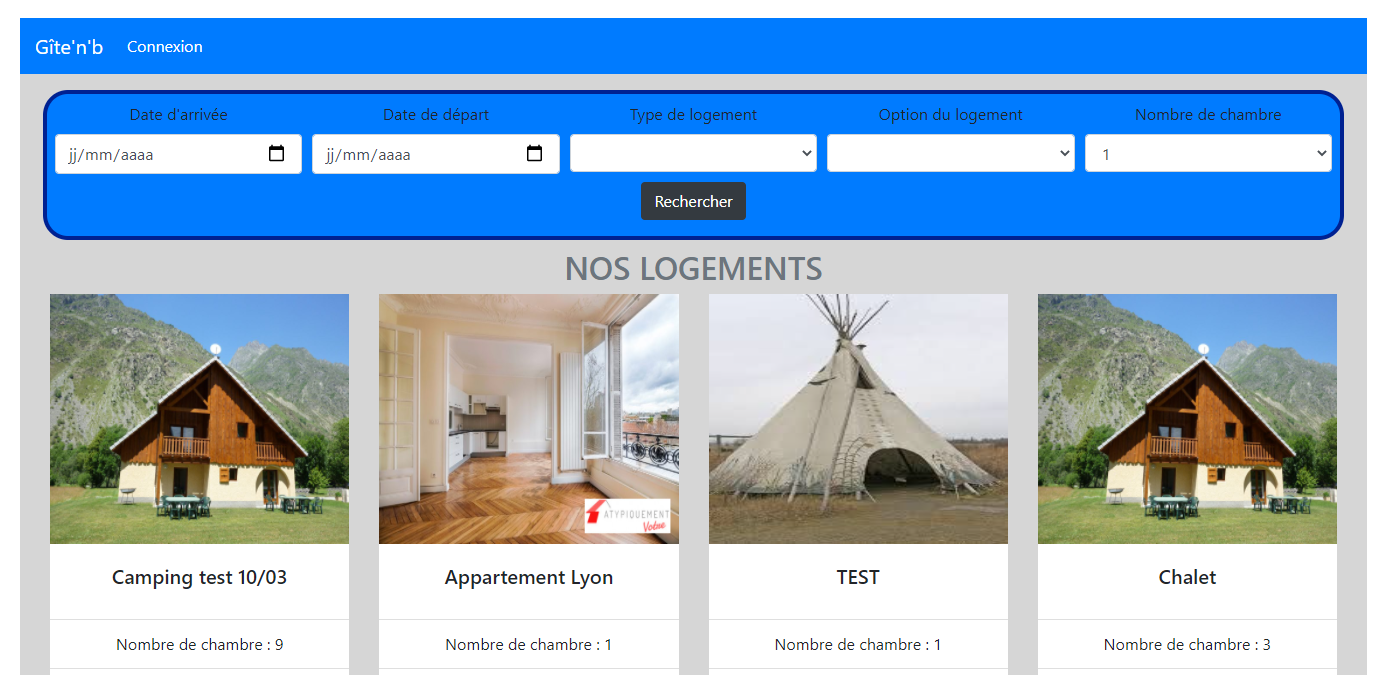 Gîte'n'b Connexion
Date d'arrivée Date de départ Type de logement Option du logement Nombre de chambre
jj/mm/aaaa jj/mm/aaaa 1
Rechercher
NOS LOGEMENTS
ATYPIQUEMENT
Vôtre
Camping test 10/03 Appartement Lyon TEST Chalet
Nombre de chambre : 9 Nombre de chambre : 1 Nombre de chambre : 1 Nombre de chambre : 3